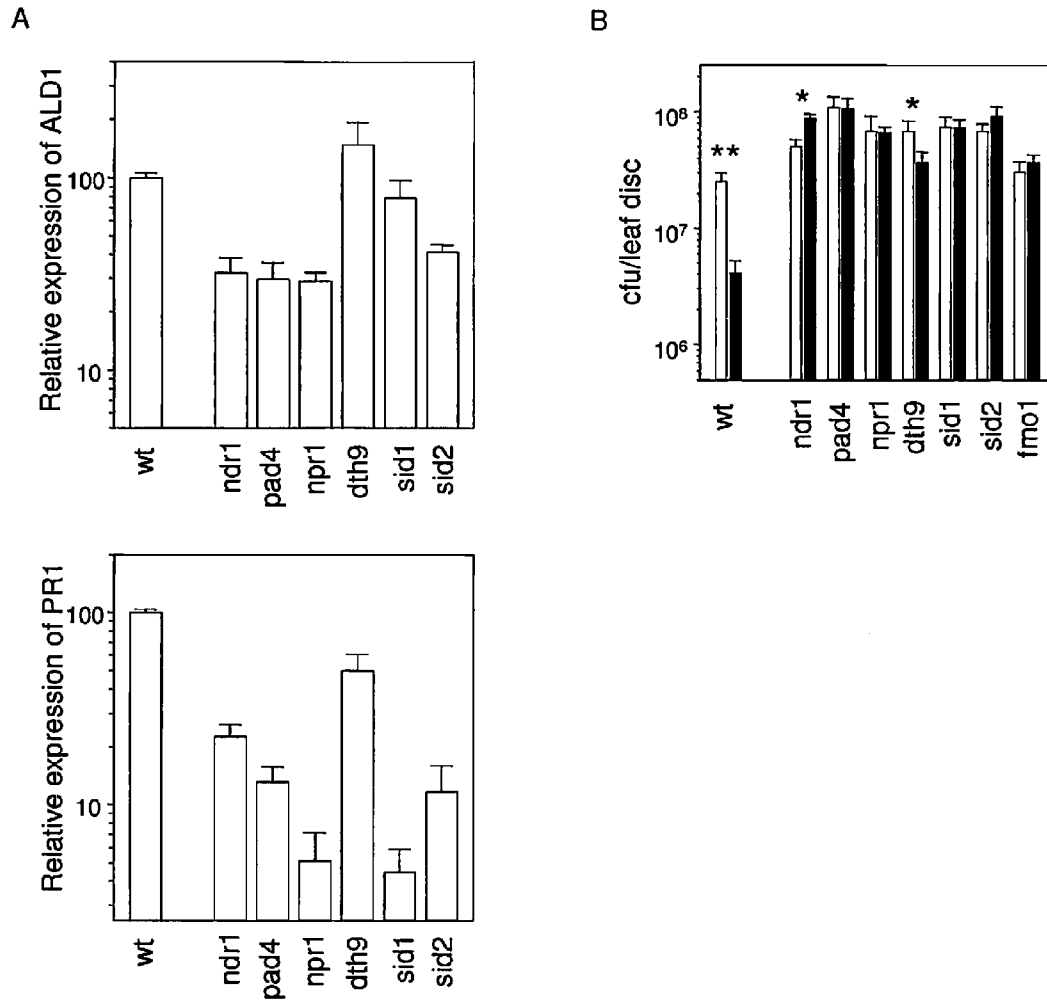 A
Relative expression of ALD1
100
10
wt
ndr1
pad4
npr1
dth9
sid1
sid2
Relative expression of PR1
100
10
wt
ndr1
pad4
npr1
dth9
sid1
sid2
B
cfu/leaf disc
10⁸
10⁷
10⁶
**
*
*
wt
ndr1
pad4
npr1
dth9
sid1
sid2
fmo1